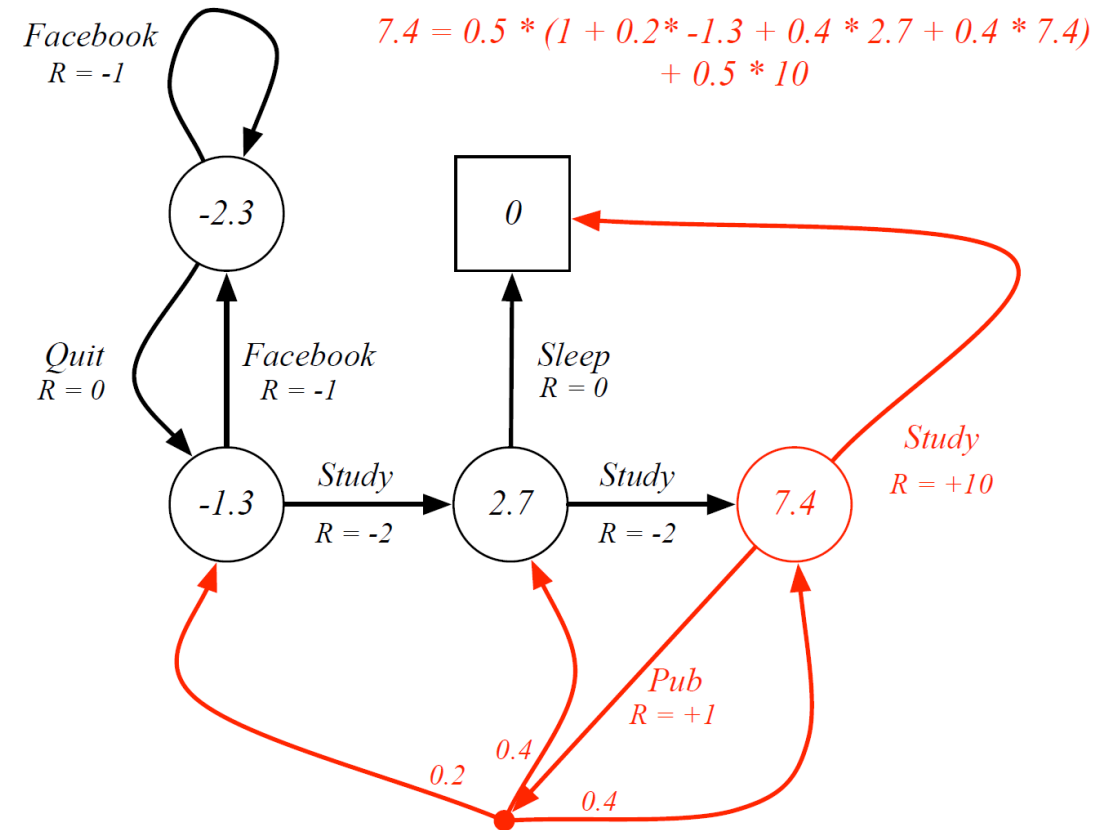 Facebook
R = -1
7.4 = 0.5 * (1 + 0.2* -1.3 + 0.4 * 2.7 + 0.4 * 7.4)
+ 0.5 * 10
-2.3
0
Quit
R = 0
Facebook
R = -1
Sleep
R = 0
Study
R = +10
-1.3
Study
R = -2
2.7
Study
R = -2
7.4
Pub
R = +1
0.4
0.2
0.4